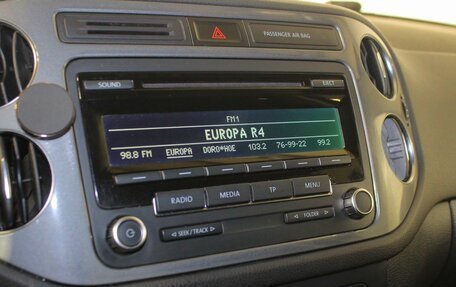 PASSENGER AIR BAG
SOUND
EJECT
FM1
EUROPA R4
98.8 FM EUROPA DORO*HOE 103.2 76-99-22 99.2
RADIO MEDIA TP MENU
◁ SEEK / TRACK ▷ ◁ FOLDER ▷